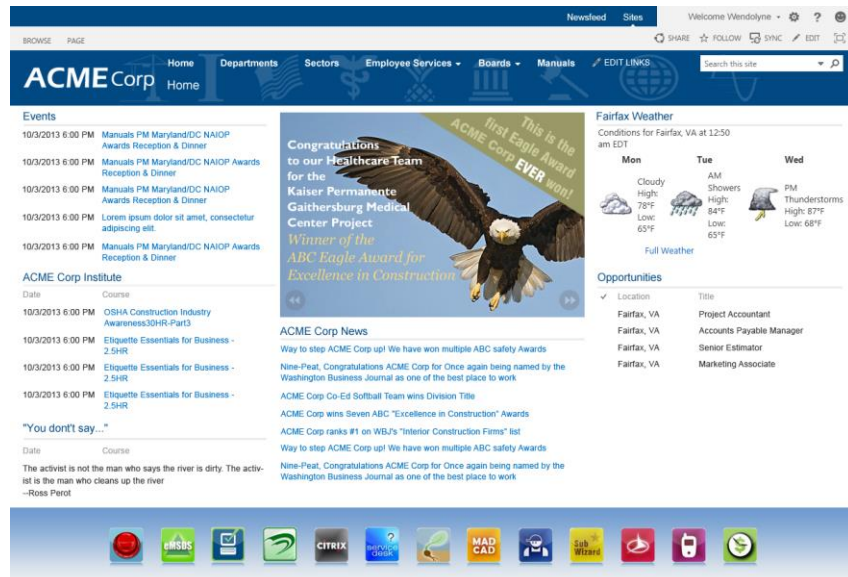 Newsfeed Sites Welcome Wendolyne ?
BROWSE PAGE SHARE FOLLOW SYNC EDIT
ACME Corp
Home Departments Sectors Employee Services Boards Manuals EDIT LINKS
Search this site
Home
Events
10/3/2013 6:00 PM Manuals PM Maryland/DC NAIOP
Awards Reception & Dinner
10/3/2013 6:00 PM Manuals PM Maryland/DC NAIOP Awards
Reception & Dinner
10/3/2013 6:00 PM Manuals PM Maryland/DC NAIOP
Awards Reception & Dinner
10/3/2013 6:00 PM Lorem ipsum dolor sit amet, consectetur
adipiscing elit.
10/3/2013 6:00 PM Manuals PM Maryland/DC NAIOP Awards
Reception & Dinner
ACME Corp Institute
Date Course
10/3/2013 6:00 PM OSHA Construction Industry
Awareness30HR-Part3
10/3/2013 6:00 PM Etiquette Essentials for Business -
2.5HR
10/3/2013 6:00 PM Etiquette Essentials for Business -
2.5HR
10/3/2013 6:00 PM Etiquette Essentials for Business -
2.5HR
"You dont't say..."
Date Course
The activist is not the man who says the river is dirty. The activ-
ist is the man who cleans up the river
--Ross Perot
This is the
first Eagle Award
ACME Corp EVER won!
Congratulations
to our Healthcare Team
for the
Kaiser Permanente
Gaithersburg Medical
Center Project
Winner of the
ABC Eagle Award for
Excellence in Construction
ACME Corp News
Way to step ACME Corp up! We have won multiple ABC safety Awards
Nine-Peat, Congratulations ACME Corp for Once again being named by the
Washington Business Journal as one of the best place to work
ACME Corp Co-Ed Softball Team wins Division Title
ACME Corp wins Seven ABC "Excellence in Construction" Awards
ACME Corp ranks #1 on WBJ's "Interior Construction Firms" list
Way to step ACME Corp up! We have won multiple ABC safety Awards
Nine-Peat, Congratulations ACME Corp for Once again being named by the
Washington Business Journal as one of the best place to work
Fairfax Weather
Conditions for Fairfax, VA at 12:50
am EDT
Mon Tue Wed
Cloudy
High:
78°F
Low:
65°F
AM
Showers
High:
84°F
Low:
65°F
PM
Thunderstorms
High: 87°F
Low: 68°F
Full Weather
Opportunities
Location Title
Fairfax, VA Project Accountant
Fairfax, VA Accounts Payable Manager
Fairfax, VA Senior Estimator
Fairfax, VA Marketing Associate
eMSDS
CITRIX
? service desk
MAD
CAD
Sub
Wizard
$